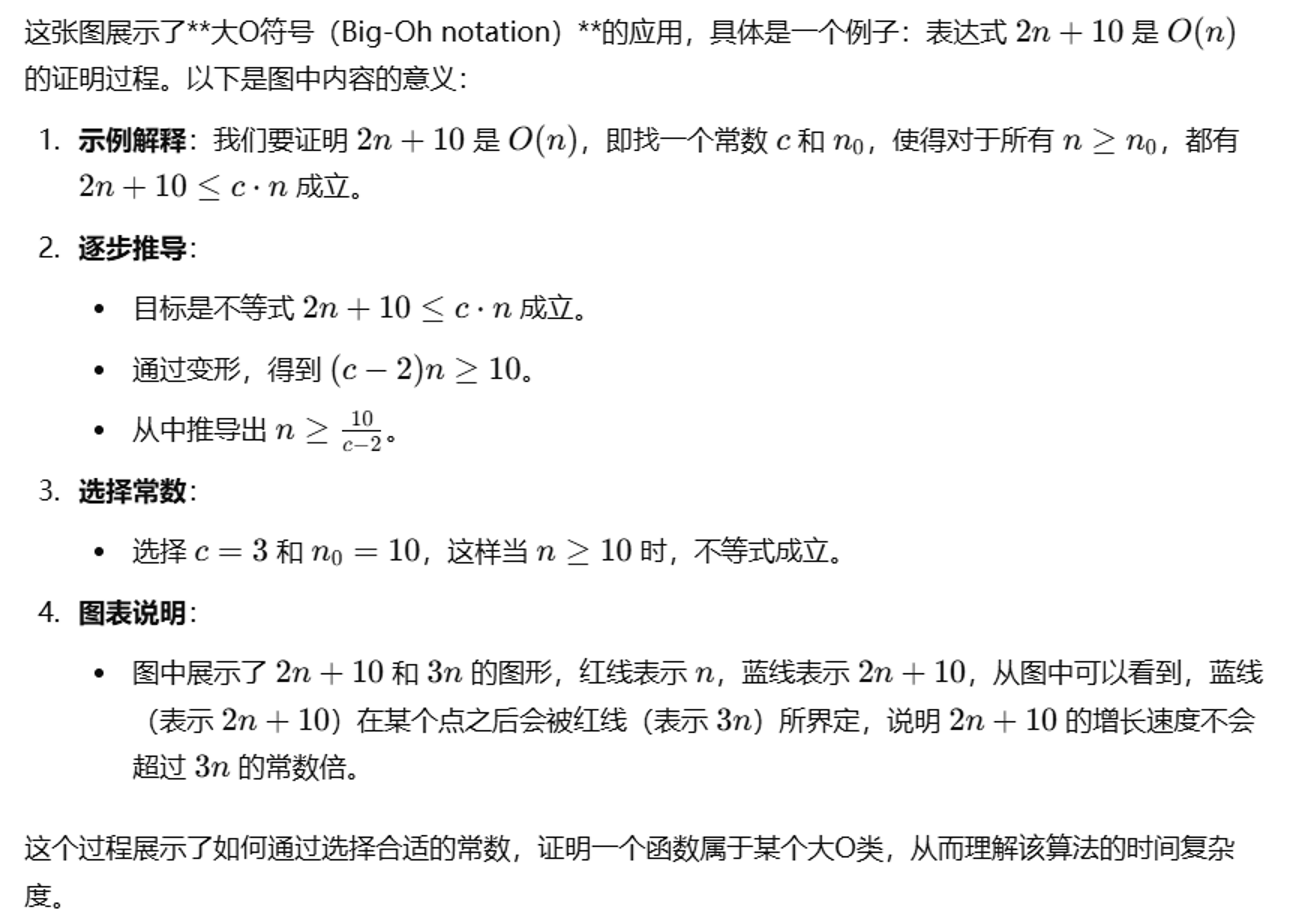 这张图展示了**大O符号（Big-Oh notation）**的应用，具体是一个例子：表达式 2n + 10 是 O(n)
的证明过程。以下是图中内容的意义：
1. 示例解释：我们要证明 2n + 10 是 O(n)，即找一个常数 c 和 n₀，使得对于所有 n ≥ n₀，都有
2n + 10 ≤ c · n 成立。
2. 逐步推导：
• 目标是不等式 2n + 10 ≤ c · n 成立。
• 通过变形，得到 (c − 2)n ≥ 10。
• 从中推导出 n ≥ 10/(c−2)。
3. 选择常数：
• 选择 c = 3 和 n₀ = 10，这样当 n ≥ 10 时，不等式成立。
4. 图表说明：
• 图中展示了 2n + 10 和 3n 的图形，红线表示 n，蓝线表示 2n + 10，从图中可以看到，蓝线
（表示 2n + 10）在某个点之后会被红线（表示 3n）所界定，说明 2n + 10 的增长速度不会
超过 3n 的常数倍。
这个过程展示了如何通过选择合适的常数，证明一个函数属于某个大O类，从而理解该算法的时间复杂
度。